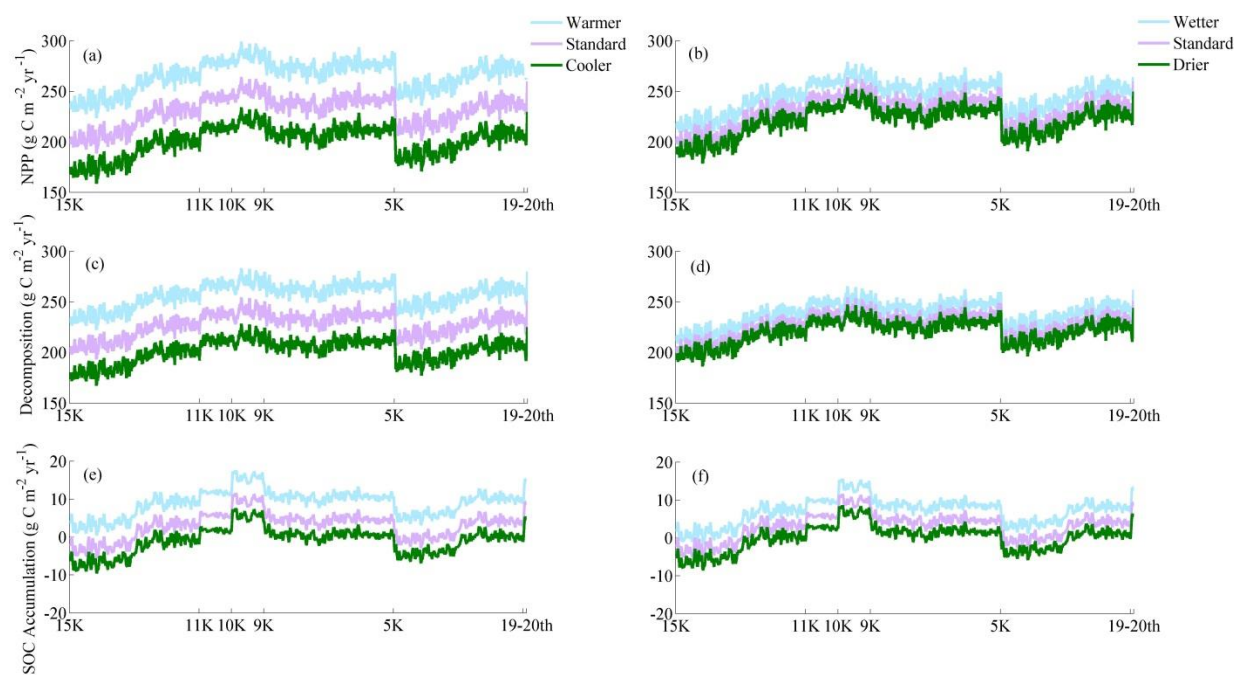 Warmer
Standard
Cooler
(a)
NPP (g C m⁻² yr⁻¹)
300
250
200
150
15K 11K 10K 9K 5K 19-20th
Wetter
Standard
Drier
(b)
300
250
200
150
15K 11K 10K 9K 5K 19-20th
(c)
Decomposition (g C m⁻² yr⁻¹)
300
250
200
150
15K 11K 10K 9K 5K 19-20th
(d)
300
250
200
150
15K 11K 10K 9K 5K 19-20th
(e)
SOC Accumulation (g C m⁻² yr⁻¹)
20
10
0
-10
-20
15K 11K 10K 9K 5K 19-20th
(f)
20
10
0
-10
-20
15K 11K 10K 9K 5K 19-20th